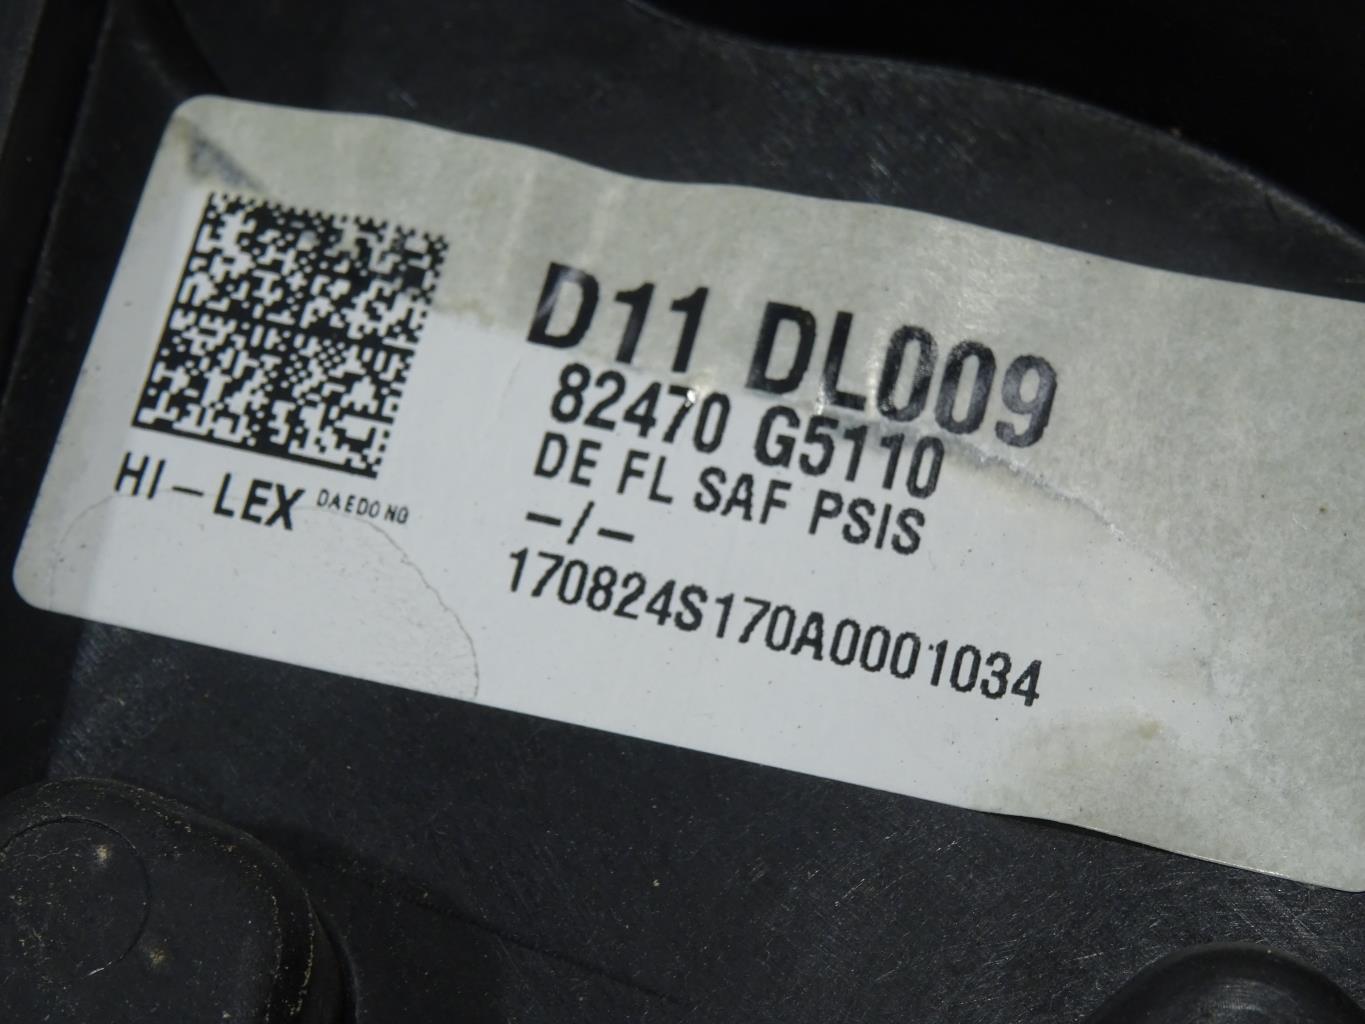 D11 DL009
82470 G5110
DE FL SAF PSIS
-/-
170824S170A0001034
HI-LEX DAEDONG